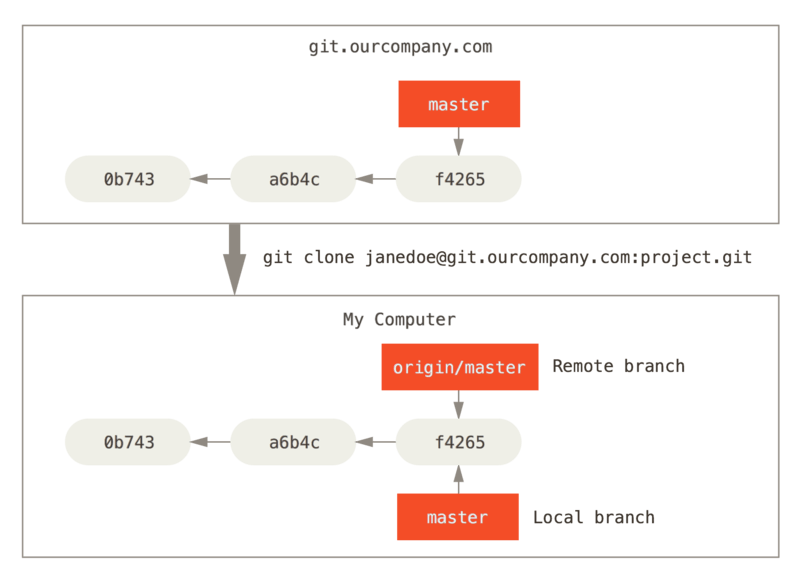 git.ourcompany.com
master
0b743
a6b4c
f4265
git clone janedoe@git.ourcompany.com:project.git
My Computer
origin/master
Remote branch
0b743
a6b4c
f4265
master
Local branch